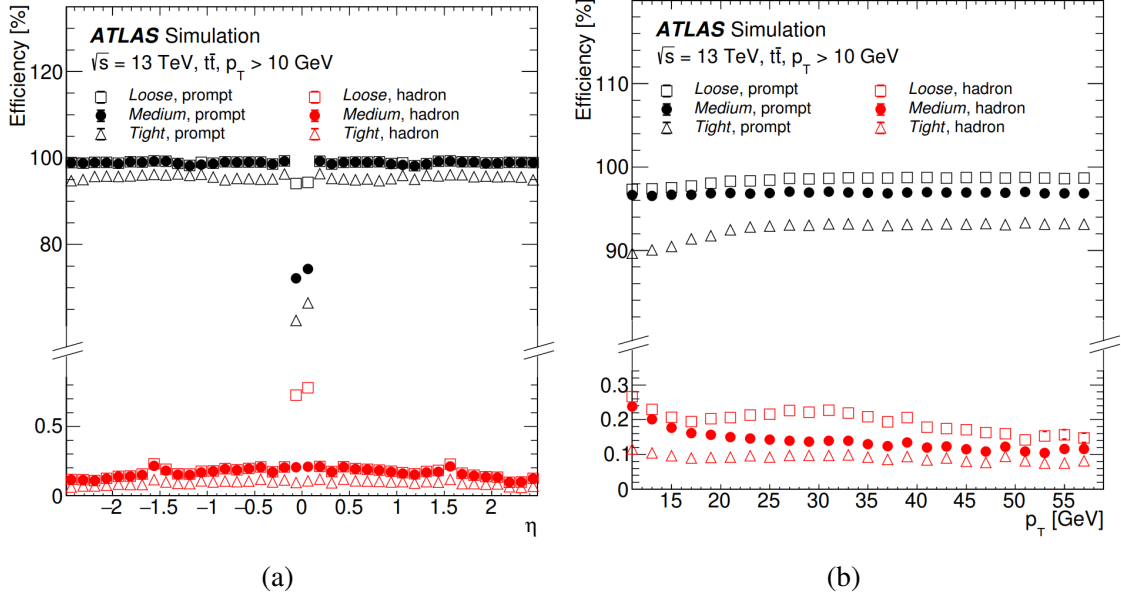 Efficiency [%]
ATLAS Simulation
√s = 13 TeV, tt̄, p_T > 10 GeV
Loose, prompt Loose, hadron
Medium, prompt Medium, hadron
Tight, prompt Tight, hadron
120
100
80
0.5
0
−2 −1.5 −1 −0.5 0 0.5 1 1.5 2
η
(a)
Efficiency [%]
ATLAS Simulation
√s = 13 TeV, tt̄, p_T > 10 GeV
Loose, prompt Loose, hadron
Medium, prompt Medium, hadron
Tight, prompt Tight, hadron
110
100
90
0.3
0.2
0.1
0
15 20 25 30 35 40 45 50 55
p_T [GeV]
(b)